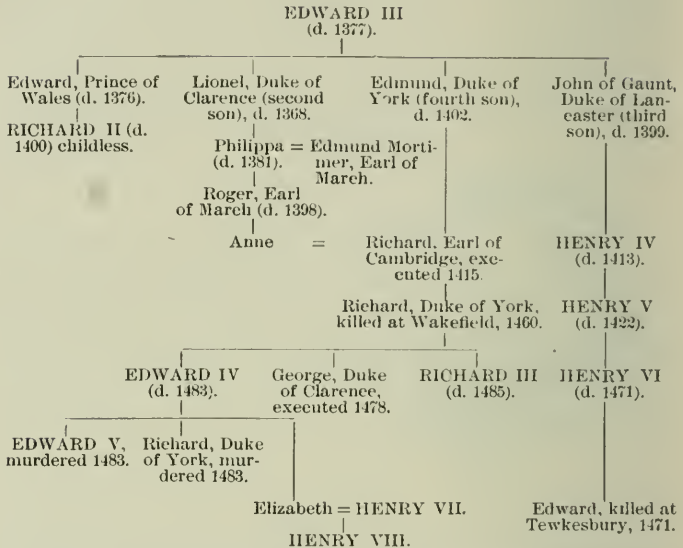 EDWARD III
(d. 1377).
Edward, Prince of
Wales (d. 1376).
RICHARD II (d.
1400) childless.
Lionel, Duke of
Clarence (second
son), d. 1368.
Philippa = Edmund Morti-
(d. 1381). mer, Earl of
March.
Roger, Earl
of March (d. 1398).
Edmund, Duke of
York (fourth son),
d. 1402.
John of Gaunt,
Duke of Lan-
caster (third
son), d. 1399.
Anne = Richard, Earl of
Cambridge, exe-
cuted 1415.
HENRY IV
(d. 1413).
Richard, Duke of York,
killed at Wakefield, 1460.
HENRY V
(d. 1422).
EDWARD IV
(d. 1483).
George, Duke
of Clarence,
executed 1478.
RICHARD III
(d. 1485).
HENRY VI
(d. 1471).
EDWARD V,
murdered 1483.
Richard, Duke
of York, mur-
dered 1483.
Elizabeth = HENRY VII.
HENRY VIII.
Edward, killed at
Tewkesbury, 1471.